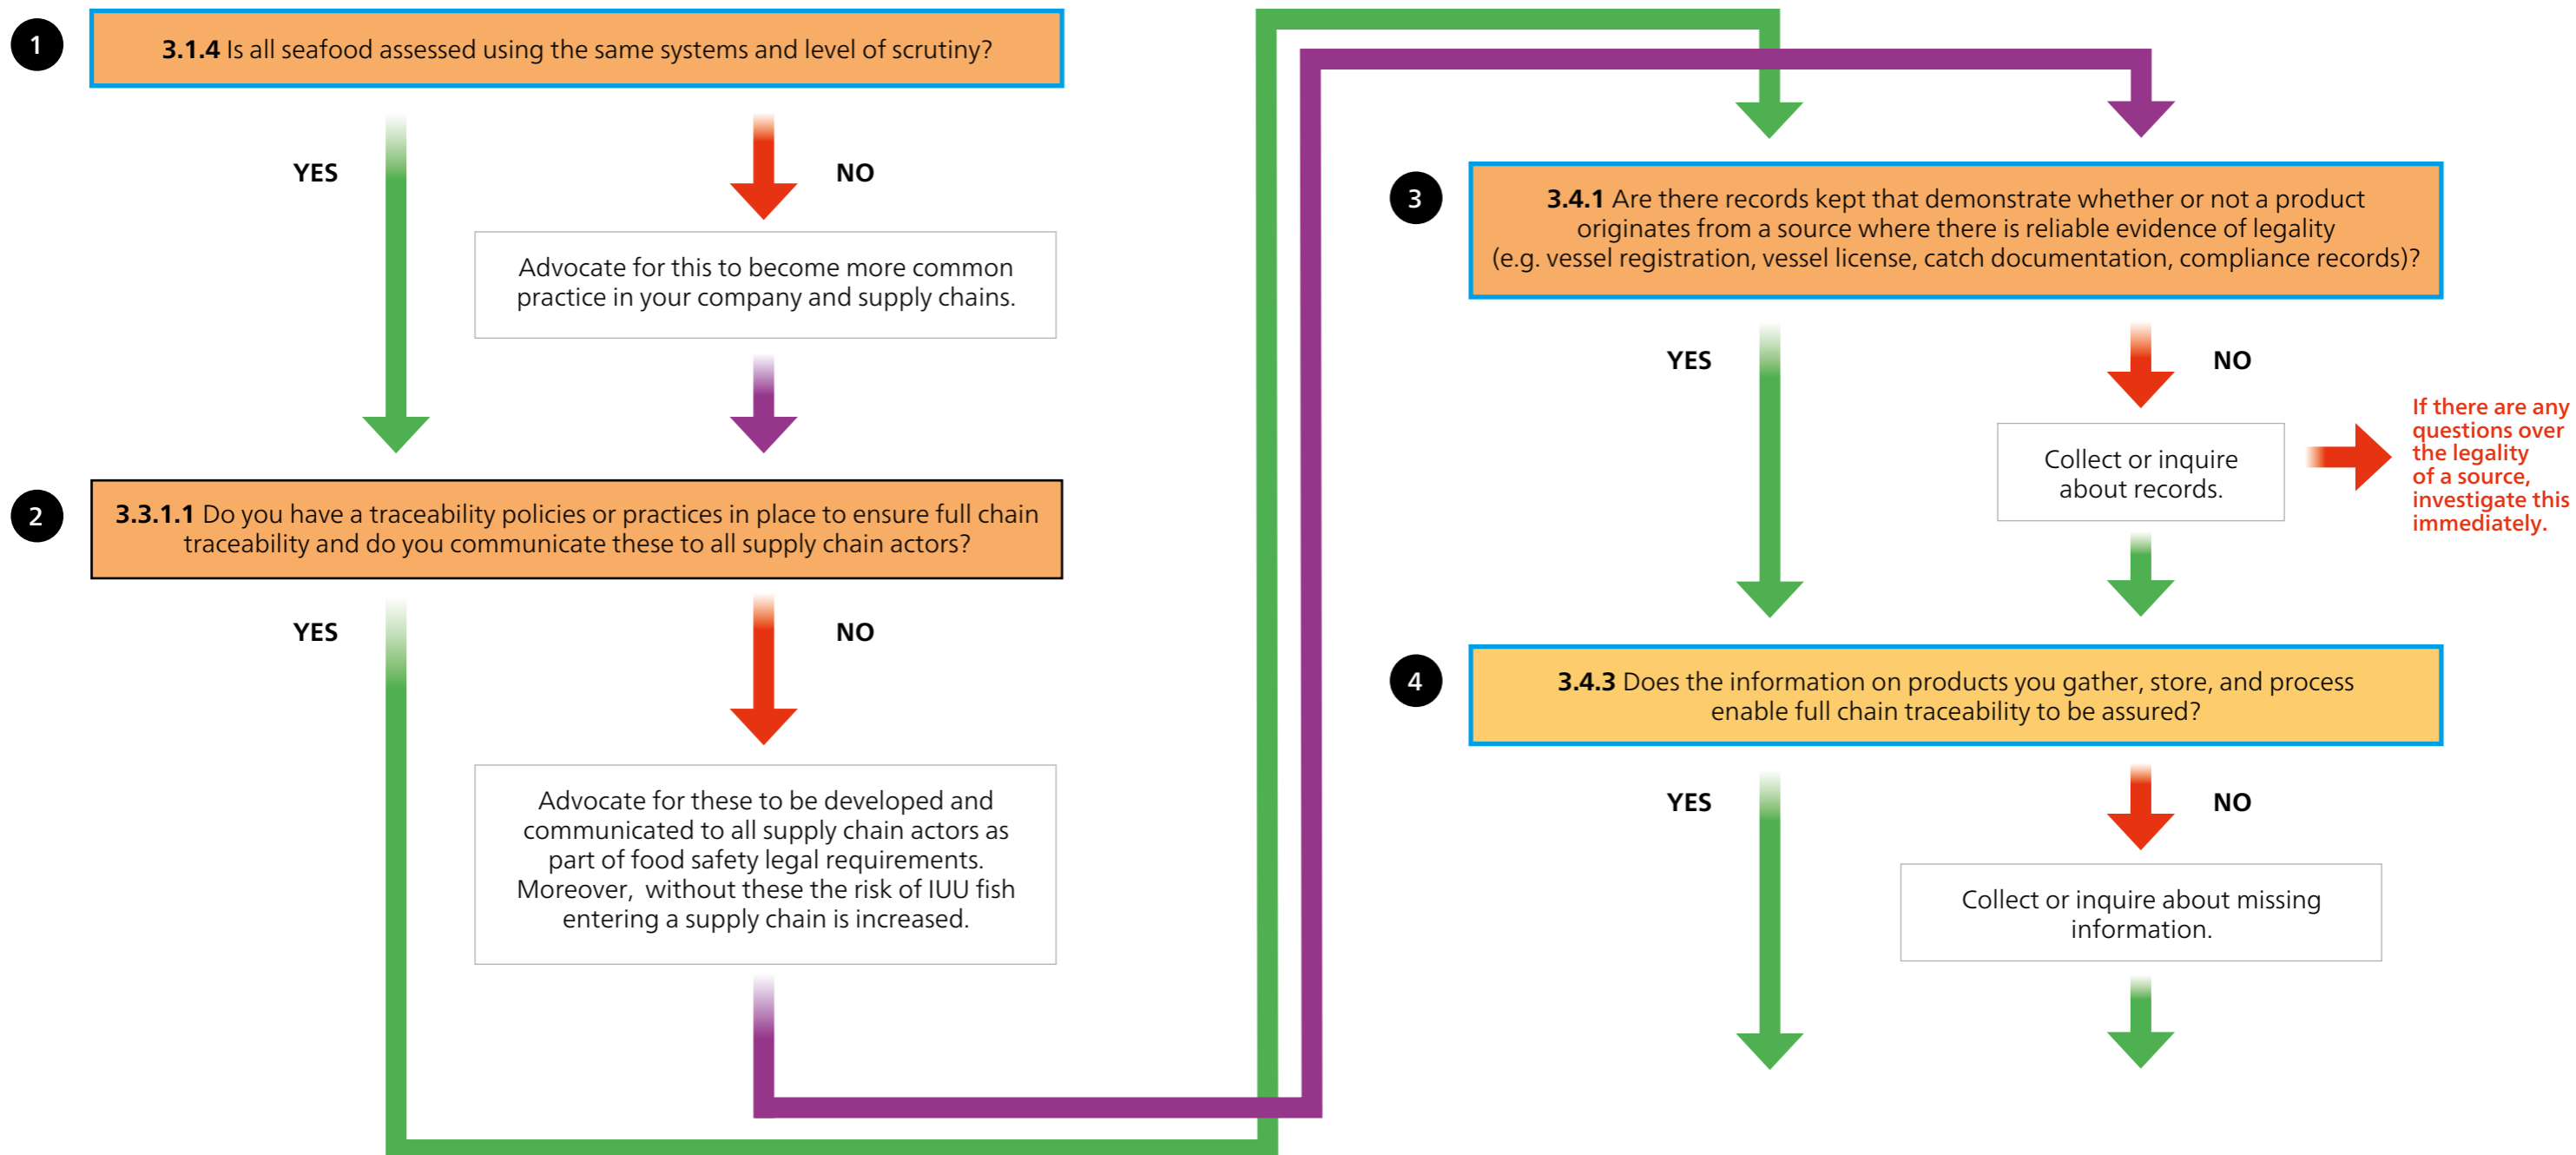 1
3.1.4 Is all seafood assessed using the same systems and level of scrutiny?
YES
NO
Advocate for this to become more common
practice in your company and supply chains.
2
3.3.1.1 Do you have a traceability policies or practices in place to ensure full chain
traceability and do you communicate these to all supply chain actors?
YES
NO
Advocate for these to be developed and
communicated to all supply chain actors as
part of food safety legal requirements.
Moreover, without these the risk of IUU fish
entering a supply chain is increased.
3
3.4.1 Are there records kept that demonstrate whether or not a product
originates from a source where there is reliable evidence of legality
(e.g. vessel registration, vessel license, catch documentation, compliance records)?
YES
NO
Collect or inquire
about records.
If there are any
questions over
the legality
of a source,
investigate this
immediately.
4
3.4.3 Does the information on products you gather, store, and process
enable full chain traceability to be assured?
YES
NO
Collect or inquire about missing
information.